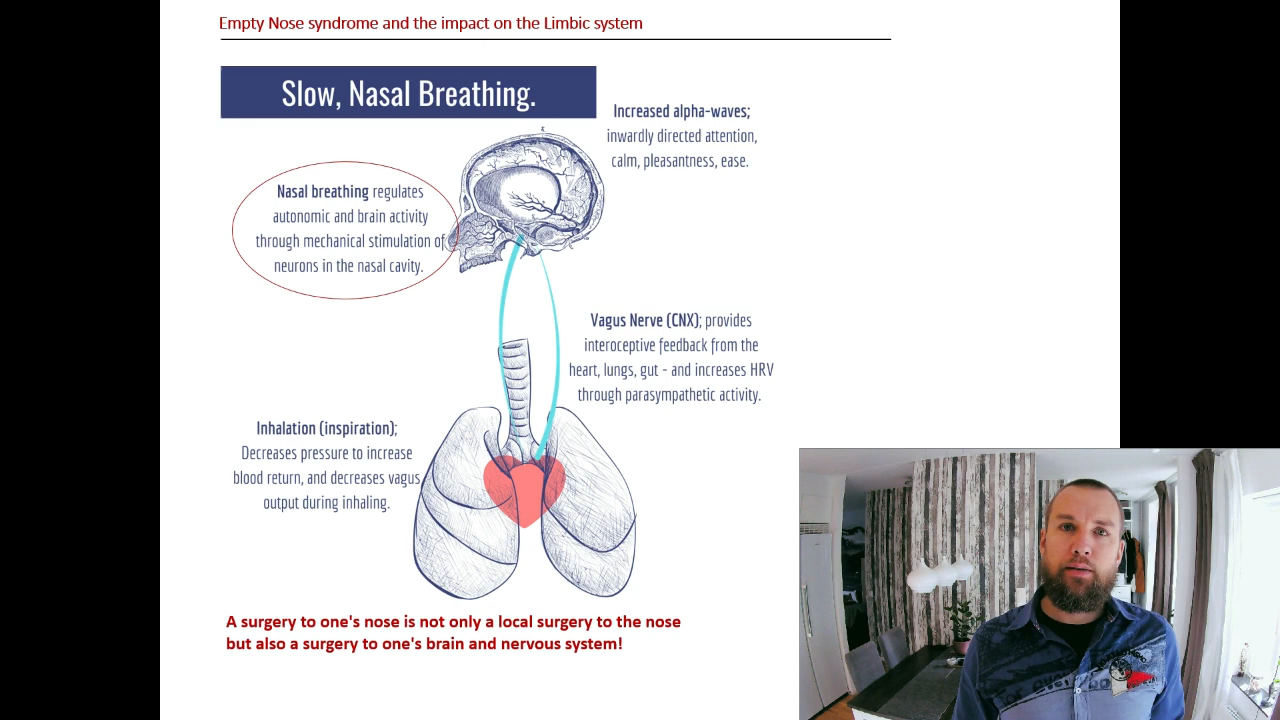 Empty Nose syndrome and the impact on the Limbic system
Slow, Nasal Breathing.
Increased alpha-waves;
inwardly directed attention,
calm, pleasantness, ease.
Nasal breathing regulates
autonomic and brain activity
through mechanical stimulation of
neurons in the nasal cavity.
Vagus Nerve (CNX); provides
interoceptive feedback from the
heart, lungs, gut - and increases HRV
through parasympathetic activity.
Inhalation (inspiration);
Decreases pressure to increase
blood return, and decreases vagus
output during inhaling.
A surgery to one's nose is not only a local surgery to the nose
but also a surgery to one's brain and nervous system!